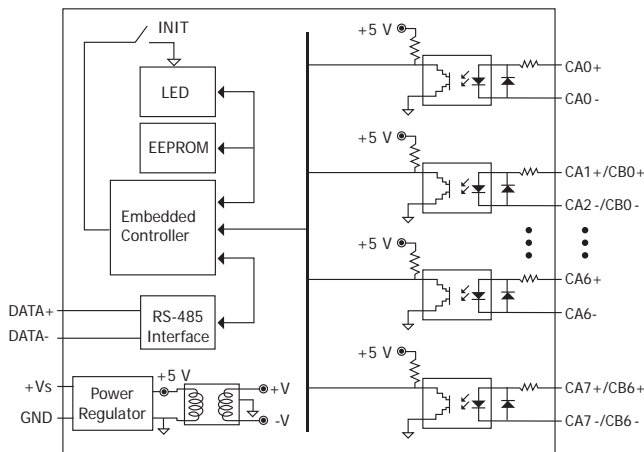 INIT
LED
EEPROM
Embedded
Controller
DATA+
DATA-
RS-485
Interface
+Vs
GND
Power
Regulator
+5 V
+V
-V
+5 V
CA0+
CA0-
+5 V
CA1+/CB0+
CA2-/CB0-
+5 V
CA6+
CA6-
+5 V
CA7+/CB6+
CA7-/CB6-